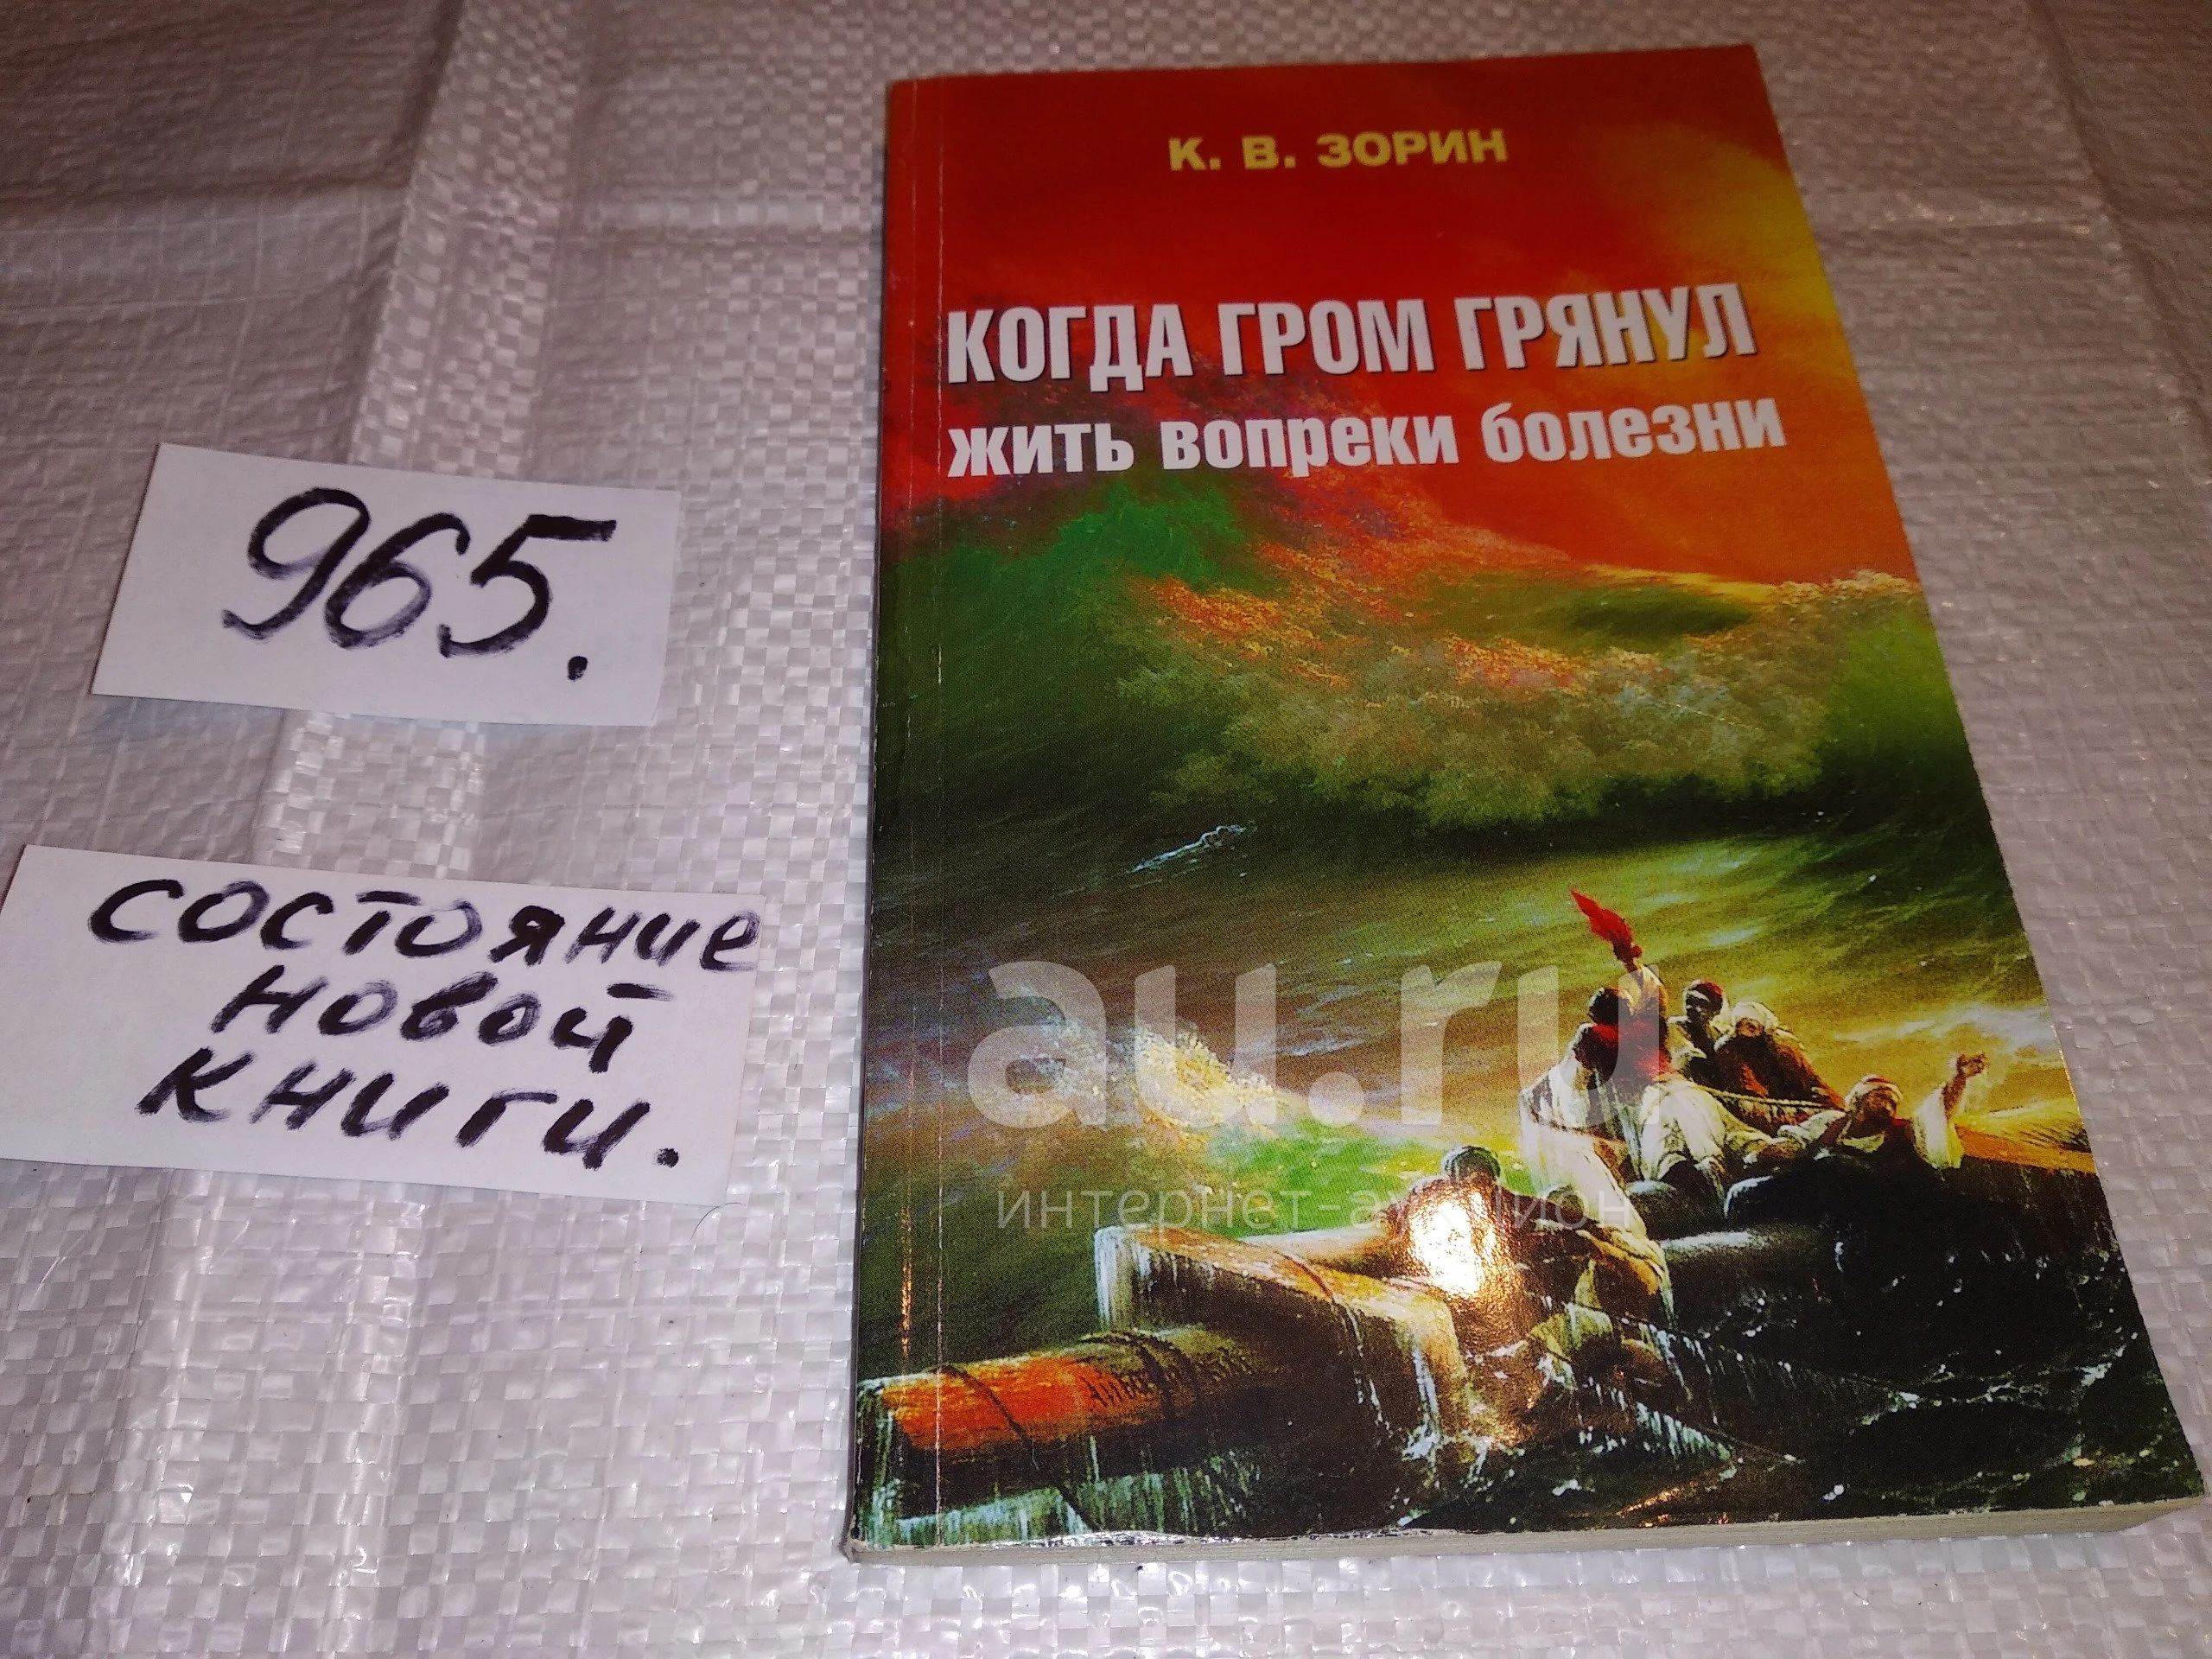 965.
состояние
новой
книги.
К. В. ЗОРИН
КОГДА ГРОМ ГРЯНУЛ
жить вопреки болезни
au.ru
интернет-аукцион